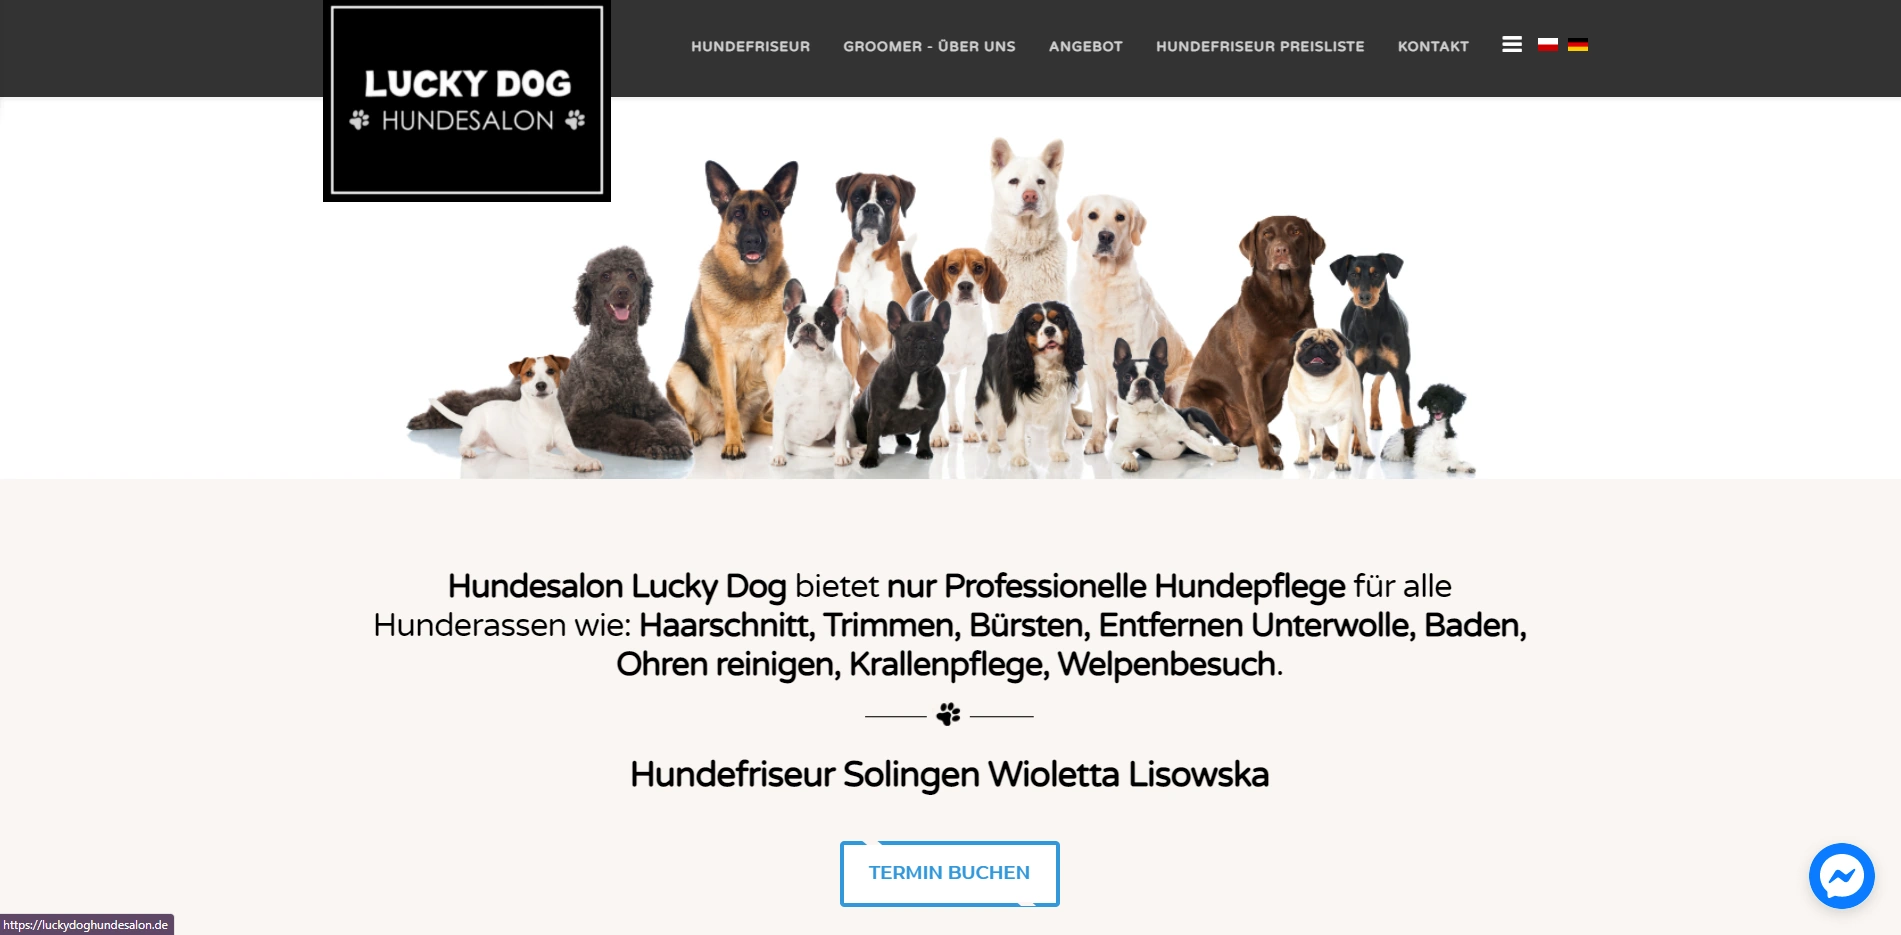 LUCKY DOG
HUNDESALON
HUNDEFRISEUR
GROOMER - ÜBER UNS
ANGEBOT
HUNDEFRISEUR PREISLISTE
KONTAKT
Hundesalon Lucky Dog bietet nur Professionelle Hundepflege für alle
Hunderassen wie: Haarschnitt, Trimmen, Bürsten, Entfernen Unterwolle, Baden,
Ohren reinigen, Krallenpflege, Welpenbesuch.
Hundefriseur Solingen Wioletta Lisowska
TERMIN BUCHEN
https://luckydoghundesalon.de